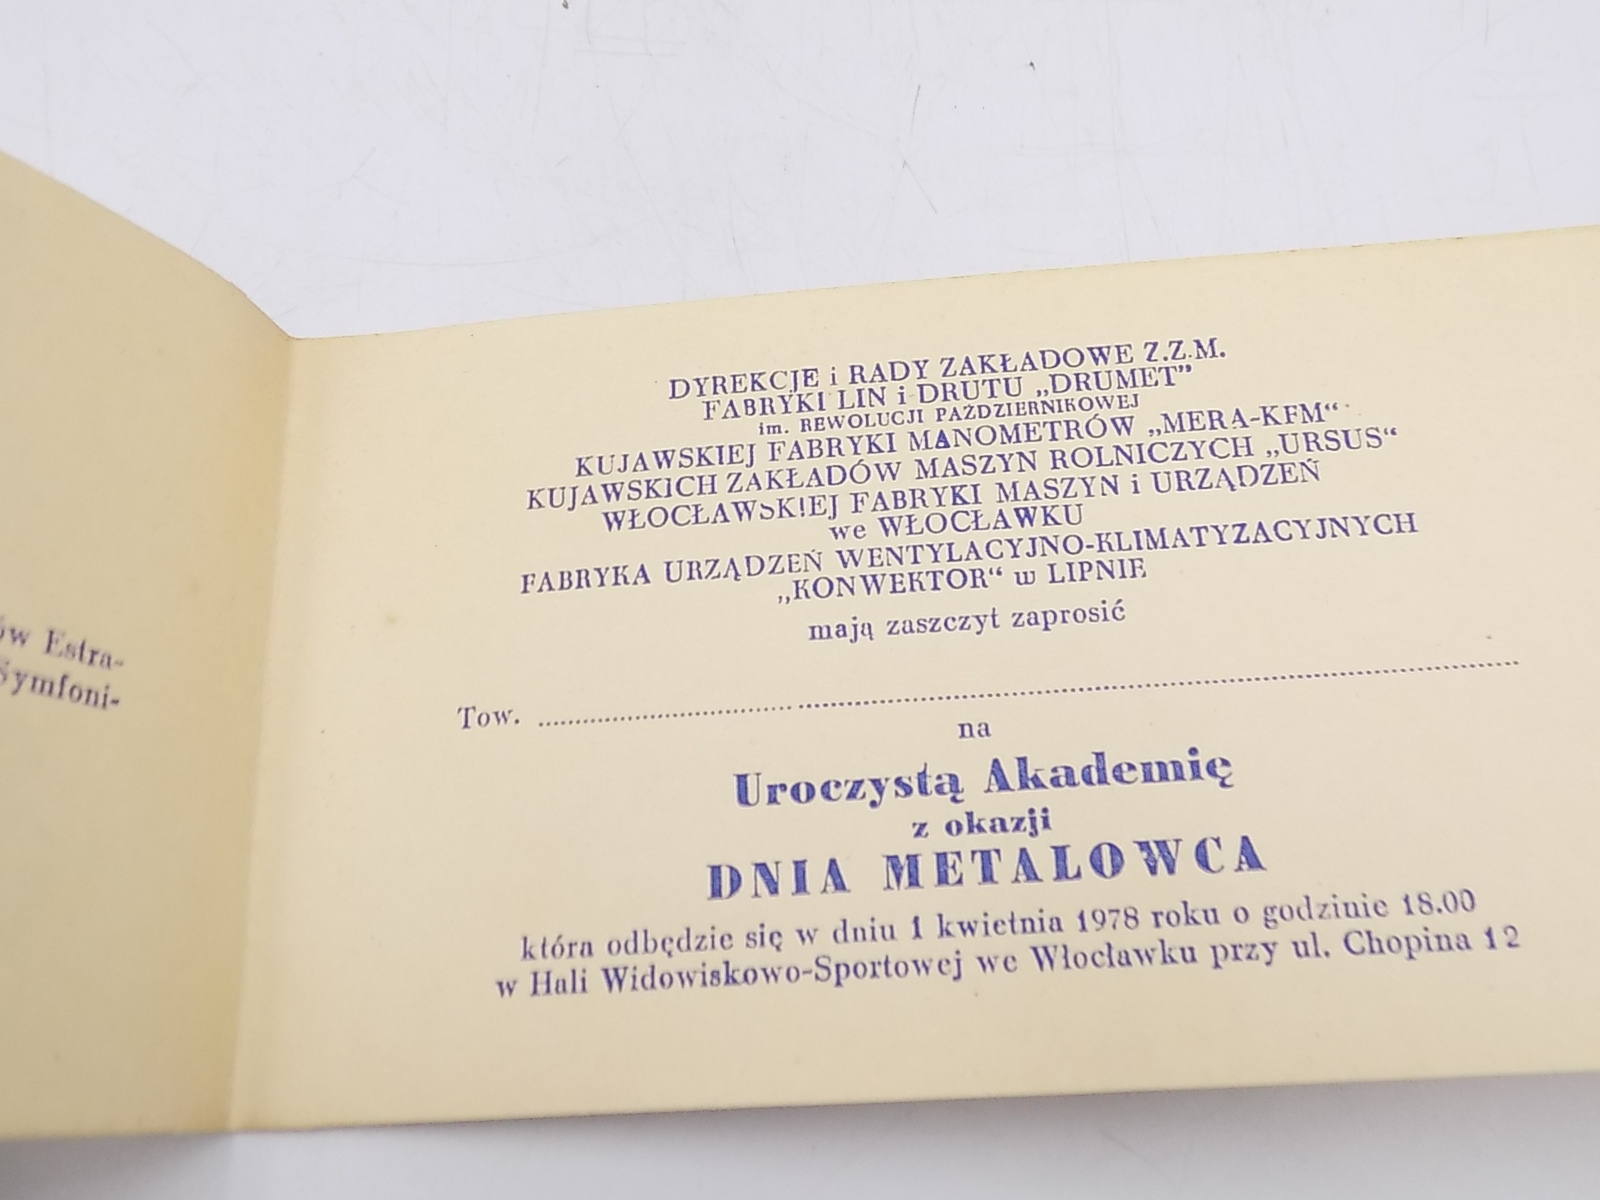 ów Estra-
Symfoni-
DYREKCJE i RADY ZAKŁADOWE Z.Z.M.
FABRYKI LIN i DRUTU „DRUMET”
im. REWOLUCJI PAŹDZIERNIKOWEJ
KUJAWSKIEJ FABRYKI MANOMETRÓW „MERA-KFM“
KUJAWSKICH ZAKŁADÓW MASZYN ROLNICZYCH „URSUS“
WŁOCŁAWSKIEJ FABRYKI MASZYN i URZĄDZEŃ
we WŁOCŁAWKU
FABRYKA URZĄDZEŃ WENTYLACYJNO-KLIMATYZACYJNYCH
„KONWEKTOR“ w LIPNIE
mają zaszczyt zaprosić
Tow. ........................................
na
Uroczystą Akademię
z okazji
DNIA METALOWCA
która odbędzie się w dniu 1 kwietnia 1978 roku o godzinie 18.00
w Hali Widowiskowo-Sportowej we Włocławku przy ul. Chopina 12